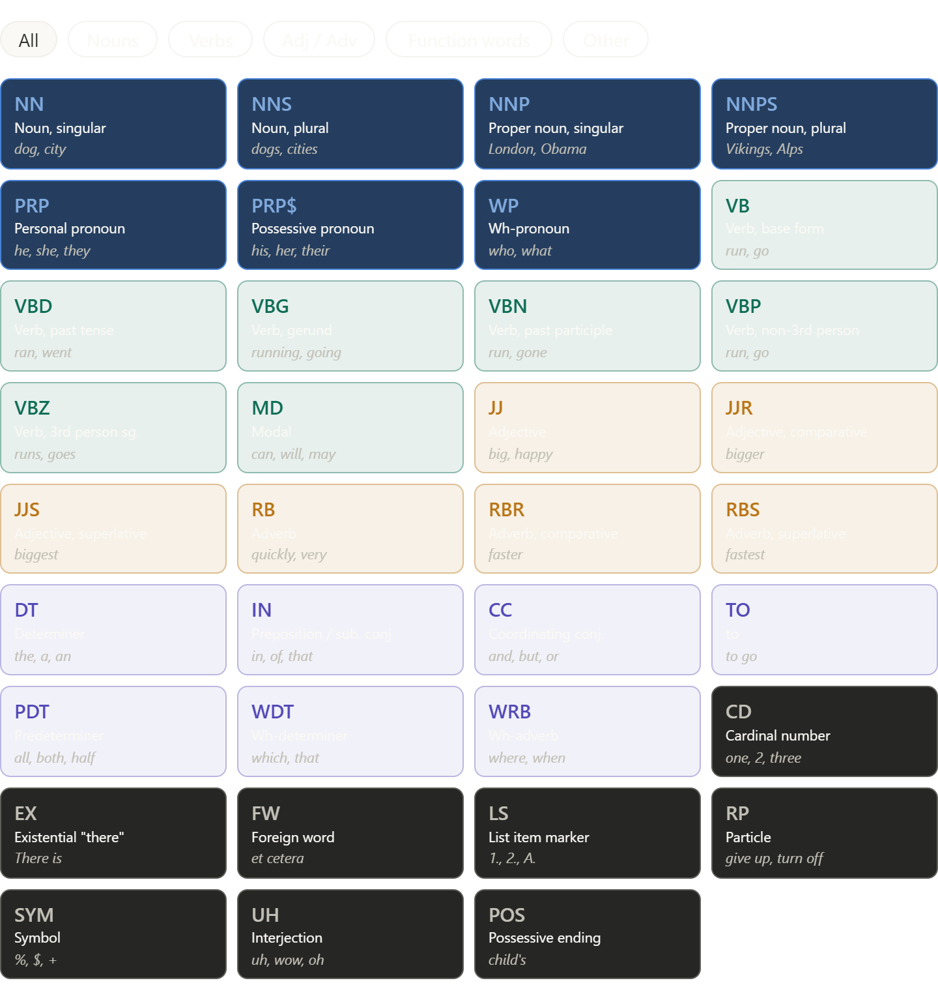 All Nouns Verbs Adj / Adv Function words Other
NN
Noun, singular
dog, city
NNS
Noun, plural
dogs, cities
NNP
Proper noun, singular
London, Obama
NNPS
Proper noun, plural
Vikings, Alps
PRP
Personal pronoun
he, she, they
PRP$
Possessive pronoun
his, her, their
WP
Wh-pronoun
who, what
VB
Verb, base form
run, go
VBD
Verb, past tense
ran, went
VBG
Verb, gerund
running, going
VBN
Verb, past participle
run, gone
VBP
Verb, non-3rd person
run, go
VBZ
Verb, 3rd person sg.
runs, goes
MD
Modal
can, will, may
JJ
Adjective
big, happy
JJR
Adjective, comparative
bigger
JJS
Adjective, superlative
biggest
RB
Adverb
quickly, very
RBR
Adverb, comparative
faster
RBS
Adverb, superlative
fastest
DT
Determiner
the, a, an
IN
Preposition / sub. conj
in, of, that
CC
Coordinating conj.
and, but, or
TO
to
to go
PDT
Predeterminer
all, both, half
WDT
Wh-determiner
which, that
WRB
Wh-adverb
where, when
CD
Cardinal number
one, 2, three
EX
Existential "there"
There is
FW
Foreign word
et cetera
LS
List item marker
1., 2., A.
RP
Particle
give up, turn off
SYM
Symbol
%, $, +
UH
Interjection
uh, wow, oh
POS
Possessive ending
child's